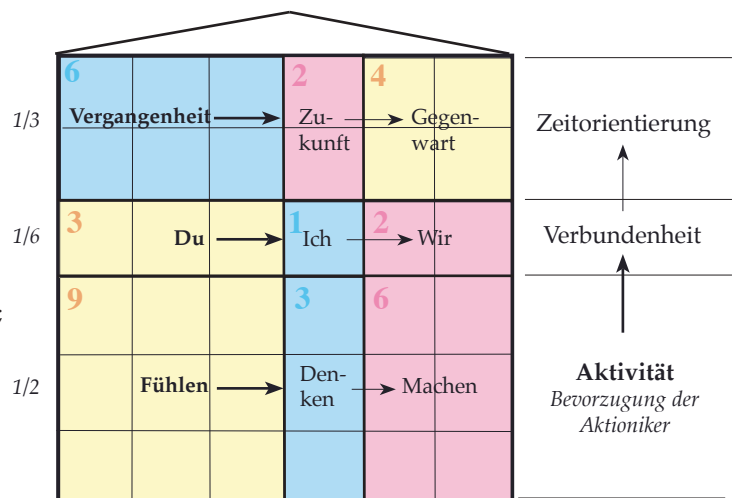 6 2 4
1/3 Vergangenheit Zu-
kunft Gegen-
wart Zeitorientierung
3 1 2
1/6 Du Ich Wir Verbundenheit
9 3 6
1/2 Fühlen Den-
ken Machen Aktivität
Bevorzugung der
Aktioniker